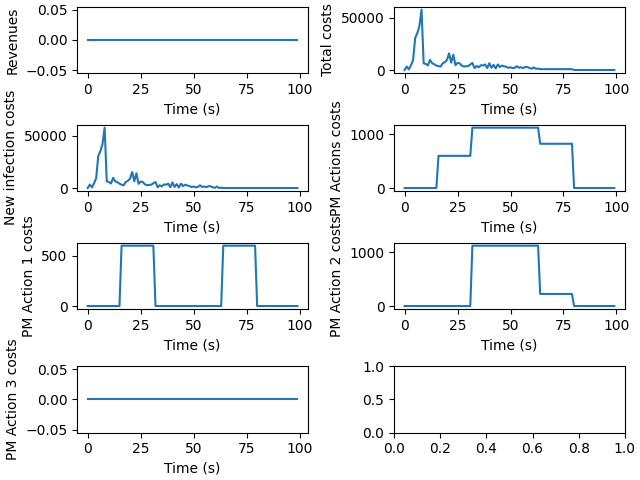 Revenues
0.05
0.00
−0.05
0 25 50 75 100
Time (s)
Total costs
50000
0
0 25 50 75 100
Time (s)
New infection costs
50000
0
0 25 50 75 100
Time (s)
PM Actions costs
1000
0
0 25 50 75 100
Time (s)
PM Action 1 costs
500
0
0 25 50 75 100
Time (s)
PM Action 2 costs
1000
0
0 25 50 75 100
Time (s)
PM Action 3 costs
0.05
0.00
−0.05
0 25 50 75 100
Time (s)
1.0
0.5
0.0
0.0 0.2 0.4 0.6 0.8 1.0